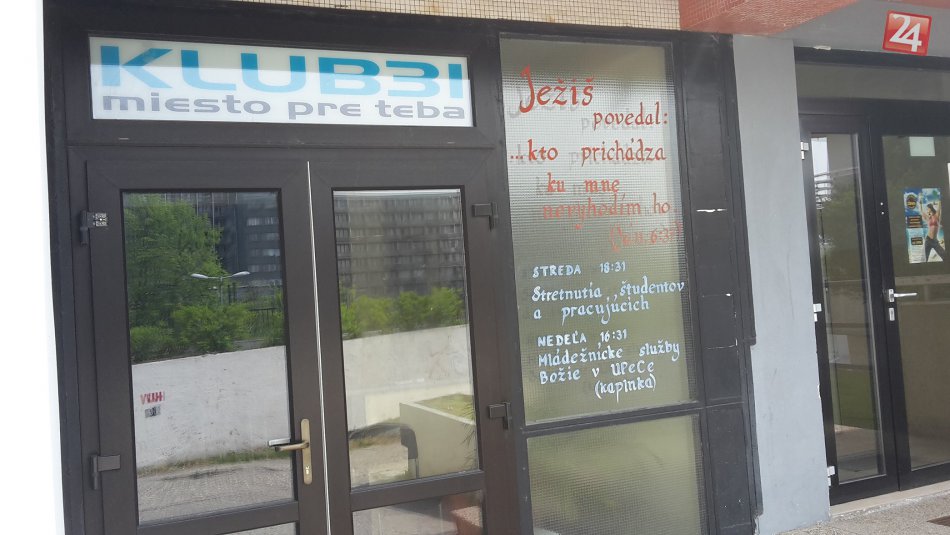 KLUB31
miesto pre teba
Ježiš
povedal:
...kto prichádza
ku mne
nevyhodím ho.
STREDA 18:31
Stretnutia študentov
a pracujúcich
NEDEĽA 16:31
Mládežnícke služby
Božie v UPeCe
(kaplnka)
24